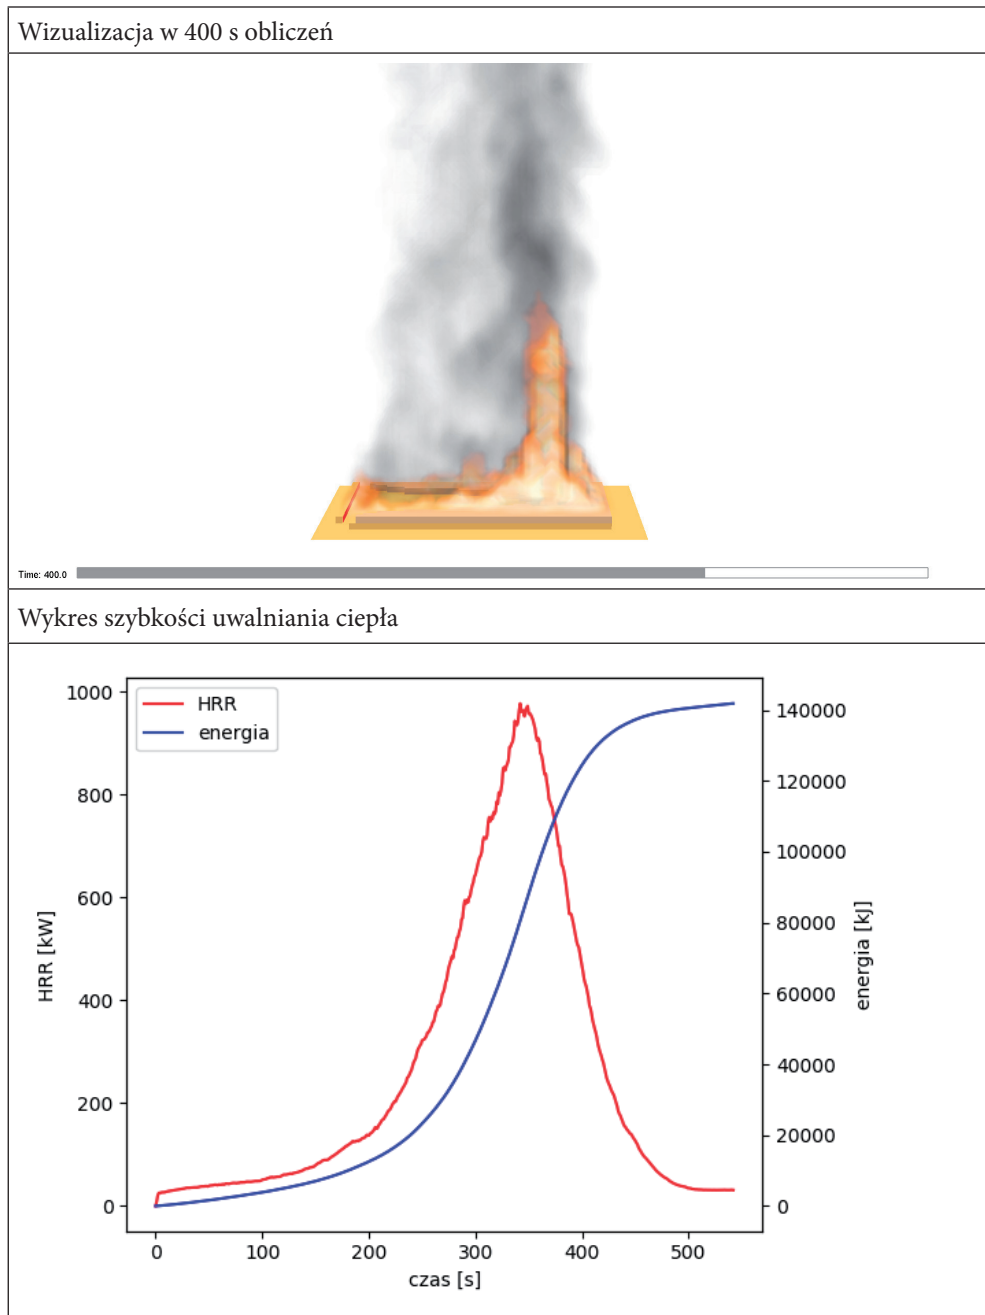 Wizualizacja w 400 s obliczeń
Time: 400.0
Wykres szybkości uwalniania ciepła
HRR
energia
1000
800
600
400
200
0
HRR [kW]
140000
120000
100000
80000
60000
40000
20000
0
energia [kJ]
0 100 200 300 400 500
czas [s]